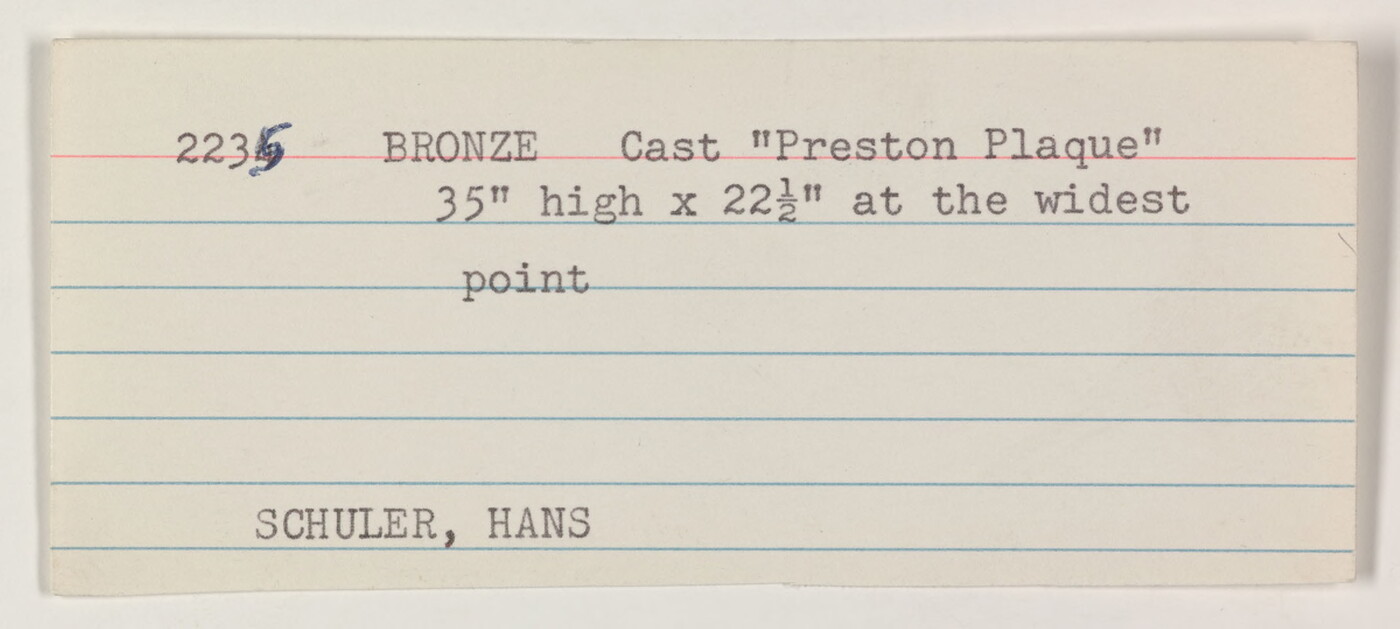 2235 BRONZE Cast "Preston Plaque"
35" high x 22½" at the widest
point
SCHULER, HANS